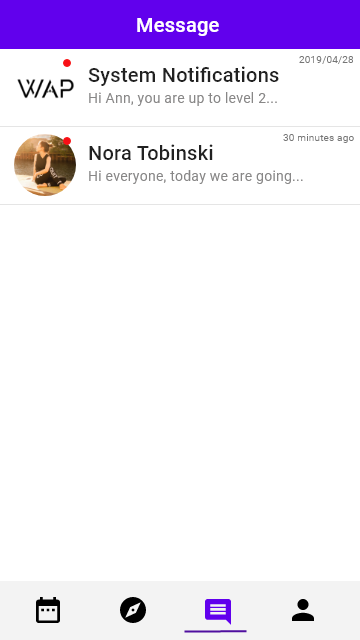 Message
2019/04/28
WAP
System Notifications
Hi Ann, you are up to level 2...
30 minutes ago
Nora Tobinski
Hi everyone, today we are going...